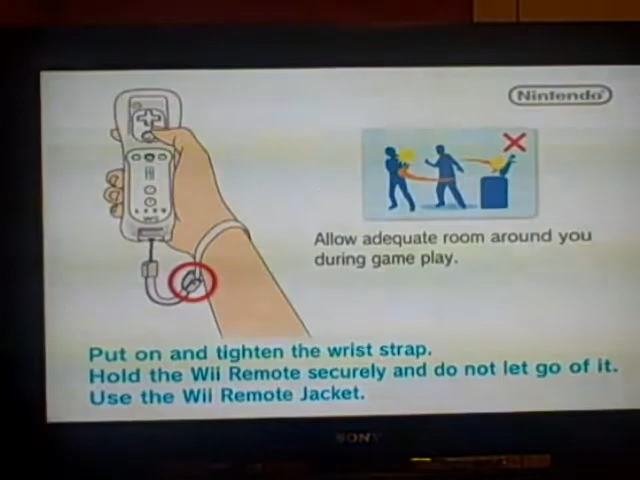 Nintendo®
Allow adequate room around you
during game play.
Put on and tighten the wrist strap.
Hold the Wii Remote securely and do not let go of it.
Use the Wii Remote Jacket.
SONY